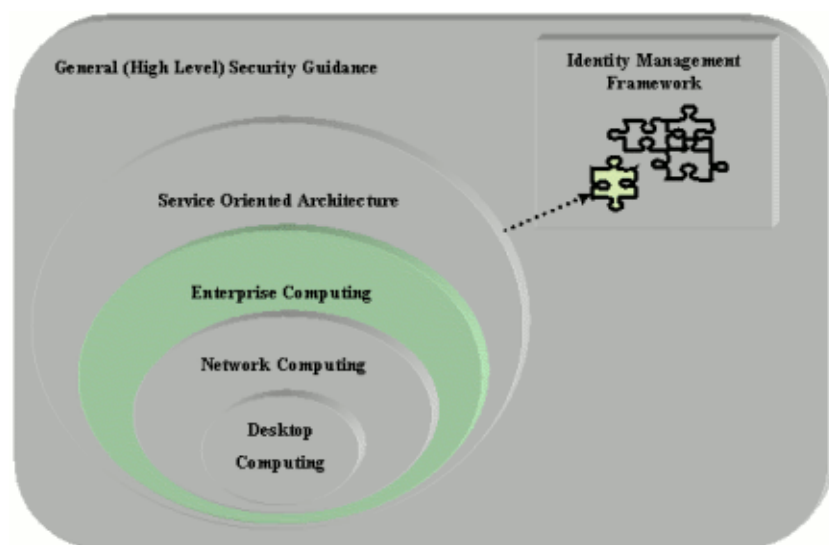 General (High Level) Security Guidance
Identity Management
Framework
Service Oriented Architecture
Enterprise Computing
Network Computing
Desktop
Computing